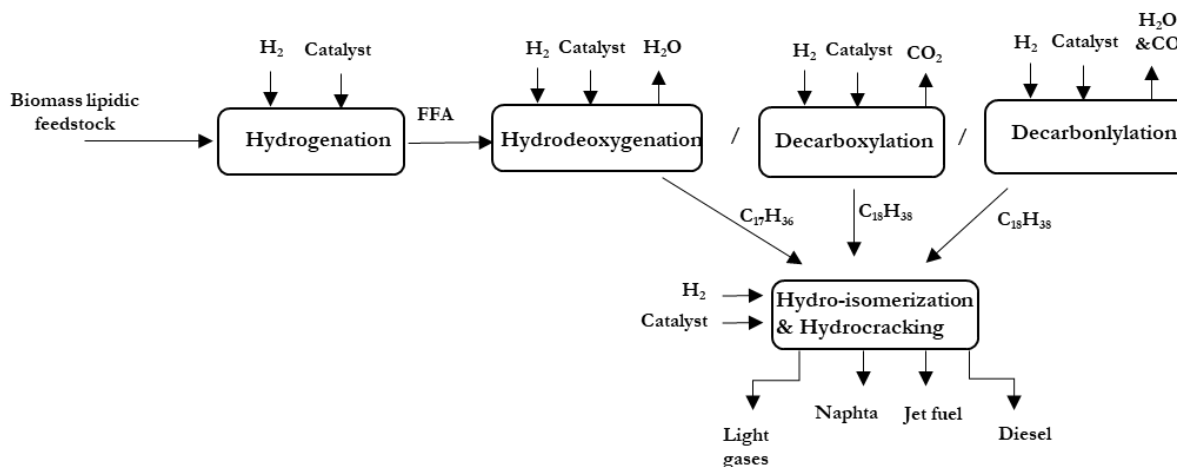 H₂ Catalyst
Biomass lipidic
feedstock
Hydrogenation
FFA
H₂ Catalyst H₂O
Hydrodeoxygenation
/
H₂ Catalyst CO₂
Decarboxylation
/
H₂ Catalyst H₂O
&CO
Decarbonlylation
C₁₇H₃₆
C₁₈H₃₈
C₁₈H₃₈
H₂
Catalyst
Hydro-isomerization
& Hydrocracking
Light
gases
Naphta
Jet fuel
Diesel